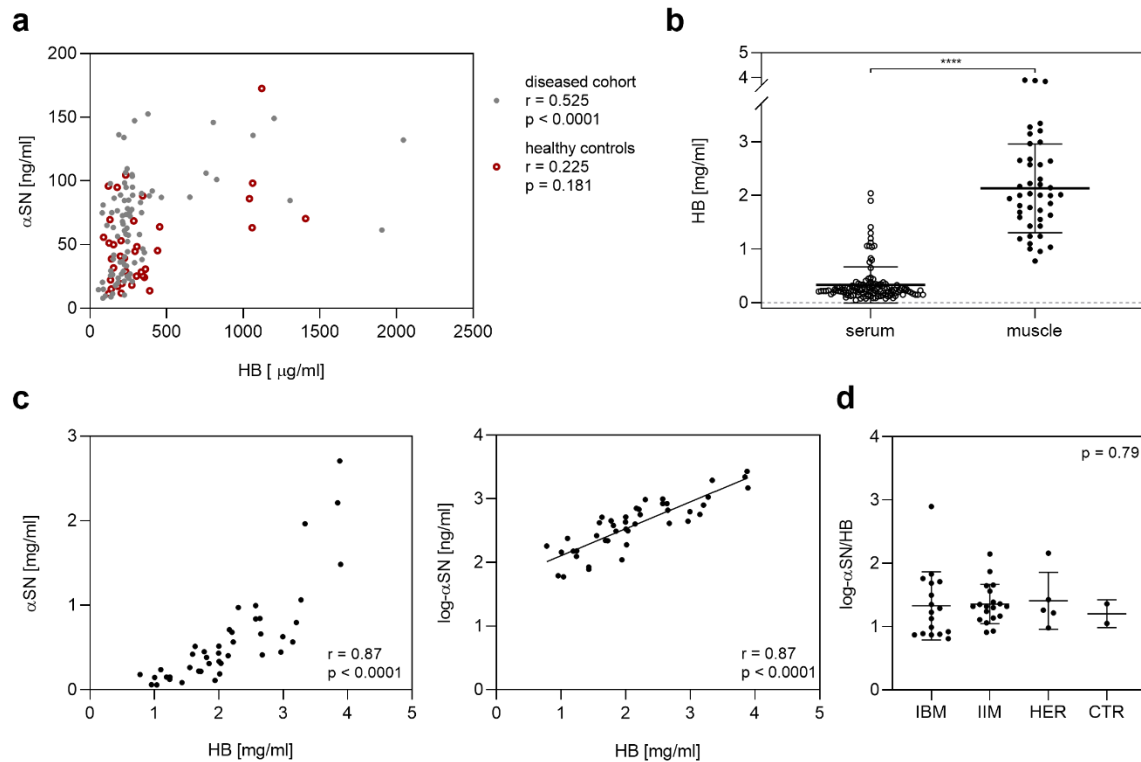 a
200
150
100
50
0
αSN [ng/ml]
0 500 1000 1500 2000 2500
HB [ μg/ml]
diseased cohort
r = 0.525
p < 0.0001
healthy controls
r = 0.225
p = 0.181
b
5
4
3
2
1
0
HB [mg/ml]
****
serum muscle
c
3
2
1
0
αSN [mg/ml]
r = 0.87
p < 0.0001
0 1 2 3 4 5
HB [mg/ml]
4
3
2
1
0
log-αSN [ng/ml]
r = 0.87
p < 0.0001
0 1 2 3 4 5
HB [mg/ml]
d
4
3
2
1
0
log-αSN/HB
p = 0.79
IBM IIM HER CTR